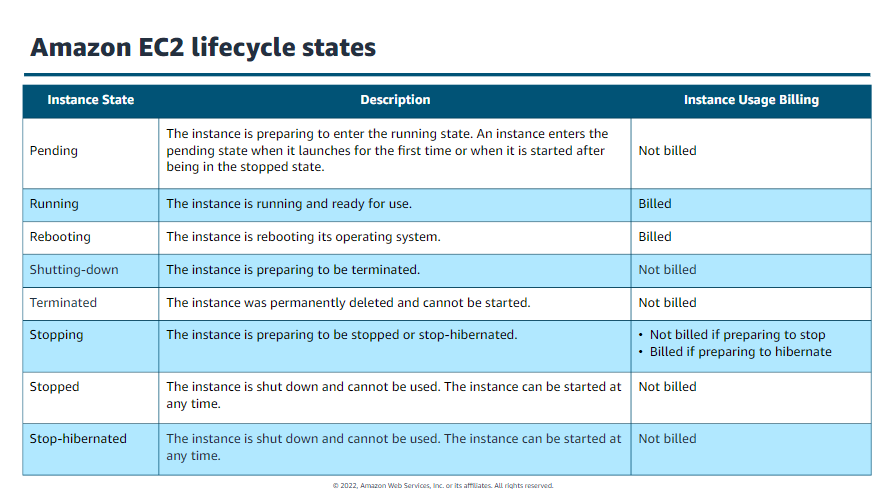 Amazon EC2 lifecycle states
Instance State Description Instance Usage Billing
Pending
The instance is preparing to enter the running state. An instance enters the
pending state when it launches for the first time or when it is started after
being in the stopped state.
Not billed
Running The instance is running and ready for use. Billed
Rebooting The instance is rebooting its operating system. Billed
Shutting-down The instance is preparing to be terminated. Not billed
Terminated The instance was permanently deleted and cannot be started. Not billed
Stopping The instance is preparing to be stopped or stop-hibernated.
• Not billed if preparing to stop
• Billed if preparing to hibernate
Stopped
The instance is shut down and cannot be used. The instance can be started at
any time.
Not billed
Stop-hibernated
The instance is shut down and cannot be used. The instance can be started at
any time.
Not billed
© 2022, Amazon Web Services, Inc. or its affiliates. All rights reserved.